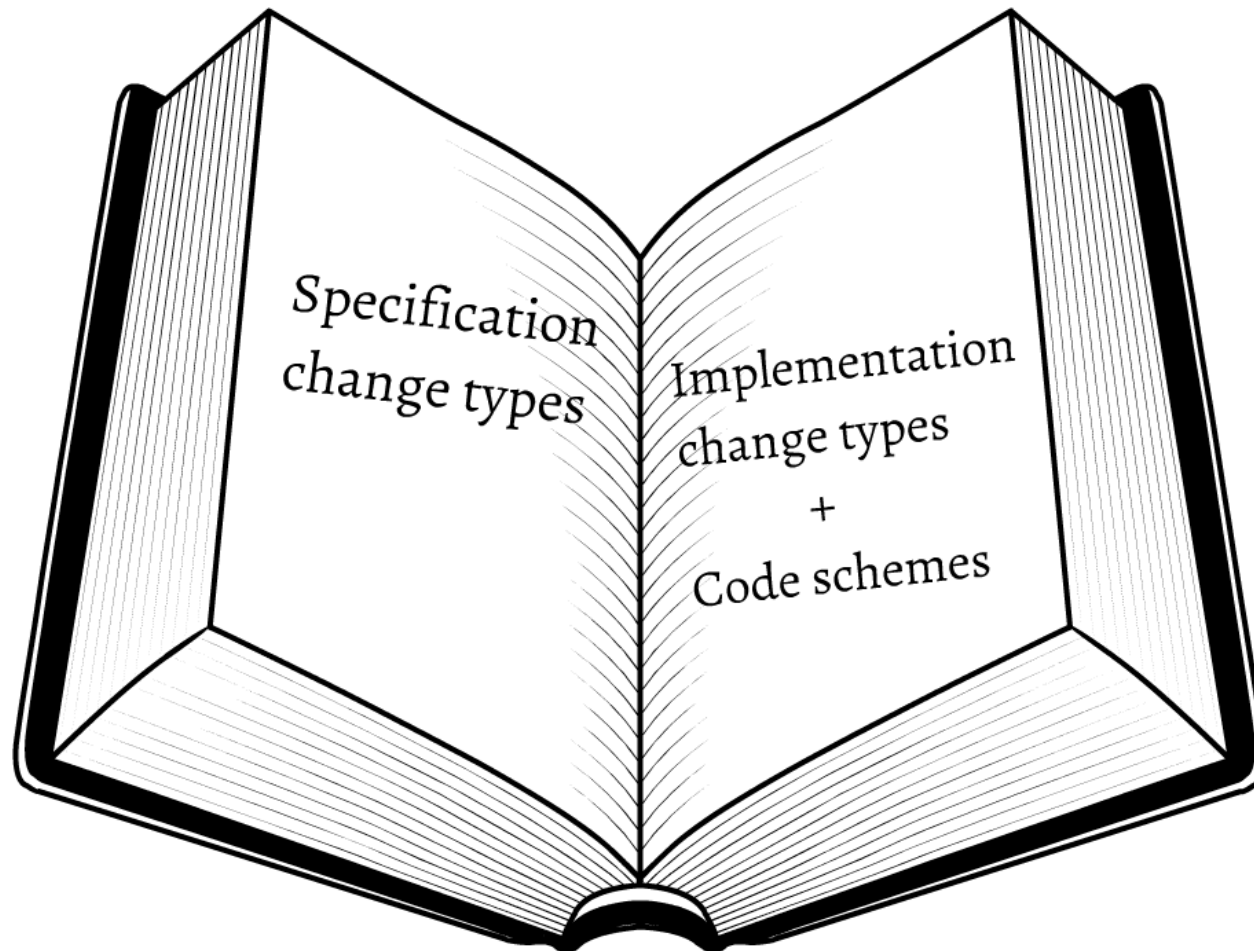 Specification
change types
Implementation
change types
+
Code schemes